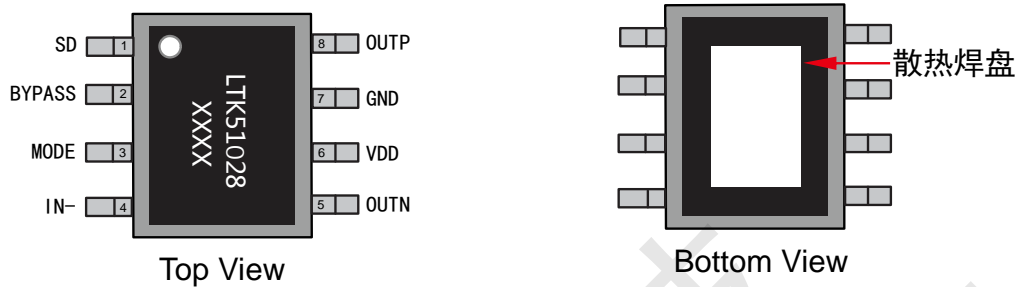 SD 1
BYPASS 2
MODE 3
IN- 4
LTK51028
XXXX
8 OUTP
7 GND
6 VDD
5 OUTN
Top View
散热焊盘
Bottom View